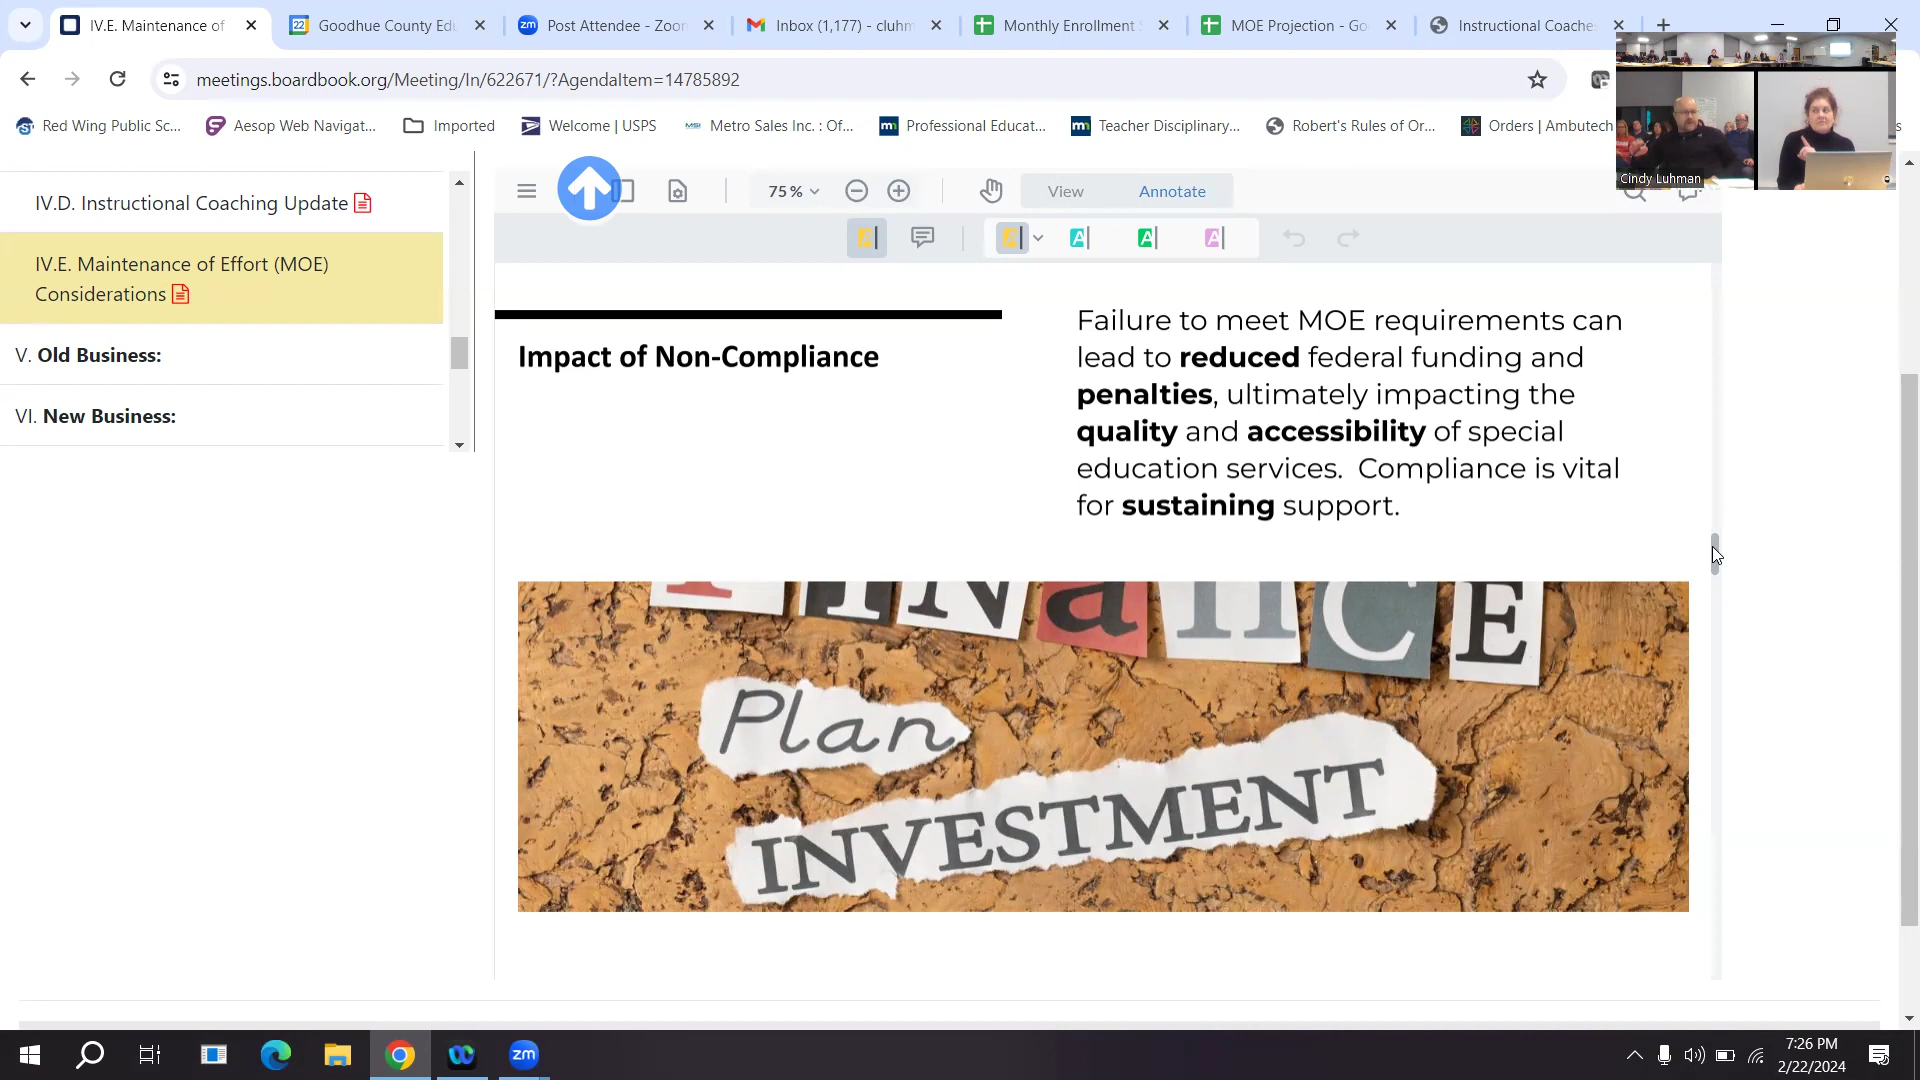 IV.E. Maintenance of
Goodhue County Ed
Post Attendee - Zoo
Inbox (1,177) - cluhm
Monthly Enrollment
MOE Projection - Go
Instructional Coache
meetings.boardbook.org/Meeting/In/622671/?AgendaItem=14785892
Red Wing Public Sc...
Aesop Web Navigat...
Imported
Welcome | USPS
Metro Sales Inc. : Of...
Professional Educat...
Teacher Disciplinary...
Robert's Rules of Or...
Orders | Ambutech
Cindy Luhman
IV.D. Instructional Coaching Update
IV.E. Maintenance of Effort (MOE)
Considerations
V. Old Business:
VI. New Business:
75%
View
Annotate
Impact of Non-Compliance
Failure to meet MOE requirements can
lead to reduced federal funding and
penalties, ultimately impacting the
quality and accessibility of special
education services. Compliance is vital
for sustaining support.
FINanCE
Plan
INVESTMENT
7:26 PM
2/22/2024